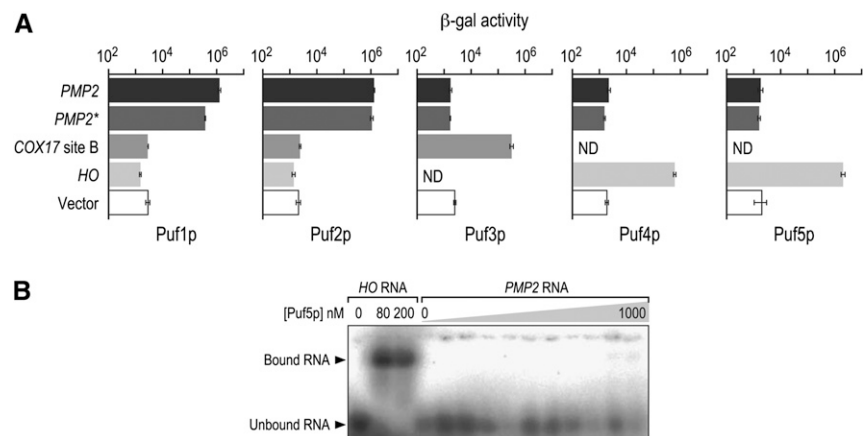 A
β-gal activity
10² 10⁴ 10⁶ 10² 10⁴ 10⁶ 10² 10⁴ 10⁶ 10² 10⁴ 10⁶ 10² 10⁴ 10⁶
PMP2
PMP2*
COX17 site B ND ND
HO ND
Vector
Puf1p Puf2p Puf3p Puf4p Puf5p
B
HO RNA PMP2 RNA
[Puf5p] nM 0 80 200 0 1000
Bound RNA
Unbound RNA